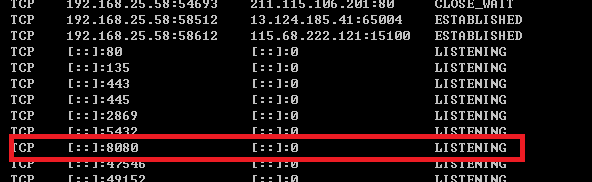 TCP 192.168.25.58:54693 211.115.106.201:80 CLOSE_WAIT
TCP 192.168.25.58:58512 13.124.185.41:65004 ESTABLISHED
TCP 192.168.25.58:58612 115.68.222.121:15100 ESTABLISHED
TCP [::]:80 [::]:0 LISTENING
TCP [::]:135 [::]:0 LISTENING
TCP [::]:443 [::]:0 LISTENING
TCP [::]:445 [::]:0 LISTENING
TCP [::]:2869 [::]:0 LISTENING
TCP [::]:5432 [::]:0 LISTENING
TCP [::]:8080 [::]:0 LISTENING
TCP [::]:47546 [::]:0 LISTENING
TCP [::]:49152 [::]:0 LISTENING